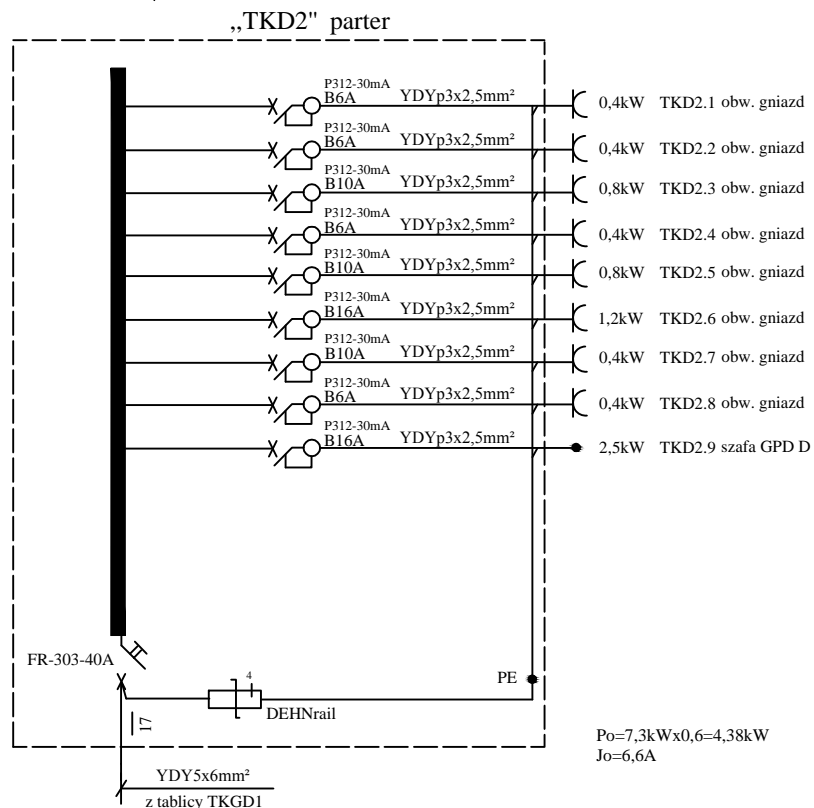 ,,TKD2" parter
P312-30mA
B6A YDYp3x2,5mm² 0,4kW TKD2.1 obw. gniazd
P312-30mA
B6A YDYp3x2,5mm² 0,4kW TKD2.2 obw. gniazd
P312-30mA
B10A YDYp3x2,5mm² 0,8kW TKD2.3 obw. gniazd
P312-30mA
B6A YDYp3x2,5mm² 0,4kW TKD2.4 obw. gniazd
P312-30mA
B10A YDYp3x2,5mm² 0,8kW TKD2.5 obw. gniazd
P312-30mA
B16A YDYp3x2,5mm² 1,2kW TKD2.6 obw. gniazd
P312-30mA
B10A YDYp3x2,5mm² 0,4kW TKD2.7 obw. gniazd
P312-30mA
B6A YDYp3x2,5mm² 0,4kW TKD2.8 obw. gniazd
P312-30mA
B16A YDYp3x2,5mm² 2,5kW TKD2.9 szafa GPD D
FR-303-40A
4
PE
DEHNrail
17
Po=7,3kWx0,6=4,38kW
Jo=6,6A
YDY5x6mm²
z tablicy TKGD1